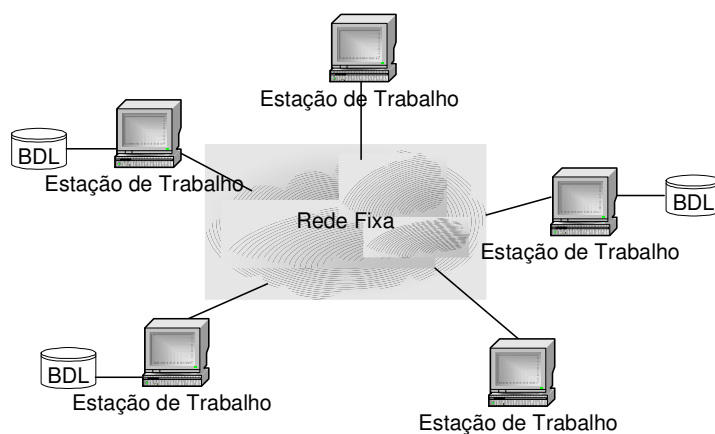 Estação de Trabalho
BDL
Estação de Trabalho
Rede Fixa
BDL
Estação de Trabalho
BDL
Estação de Trabalho
Estação de Trabalho